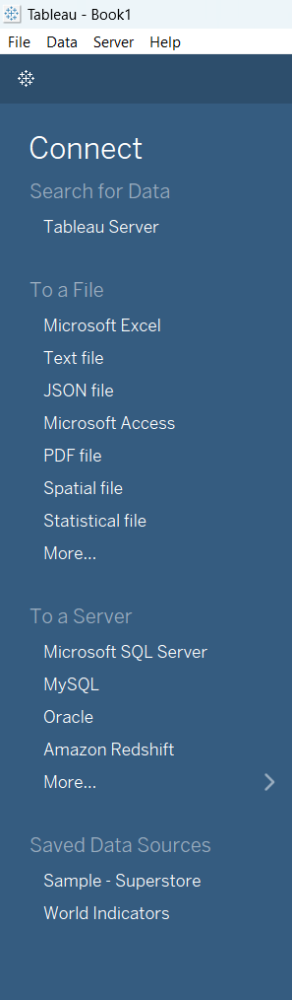 Tableau - Book1
File Data Server Help
Connect
Search for Data
Tableau Server
To a File
Microsoft Excel
Text file
JSON file
Microsoft Access
PDF file
Spatial file
Statistical file
More...
To a Server
Microsoft SQL Server
MySQL
Oracle
Amazon Redshift
More...
Saved Data Sources
Sample - Superstore
World Indicators